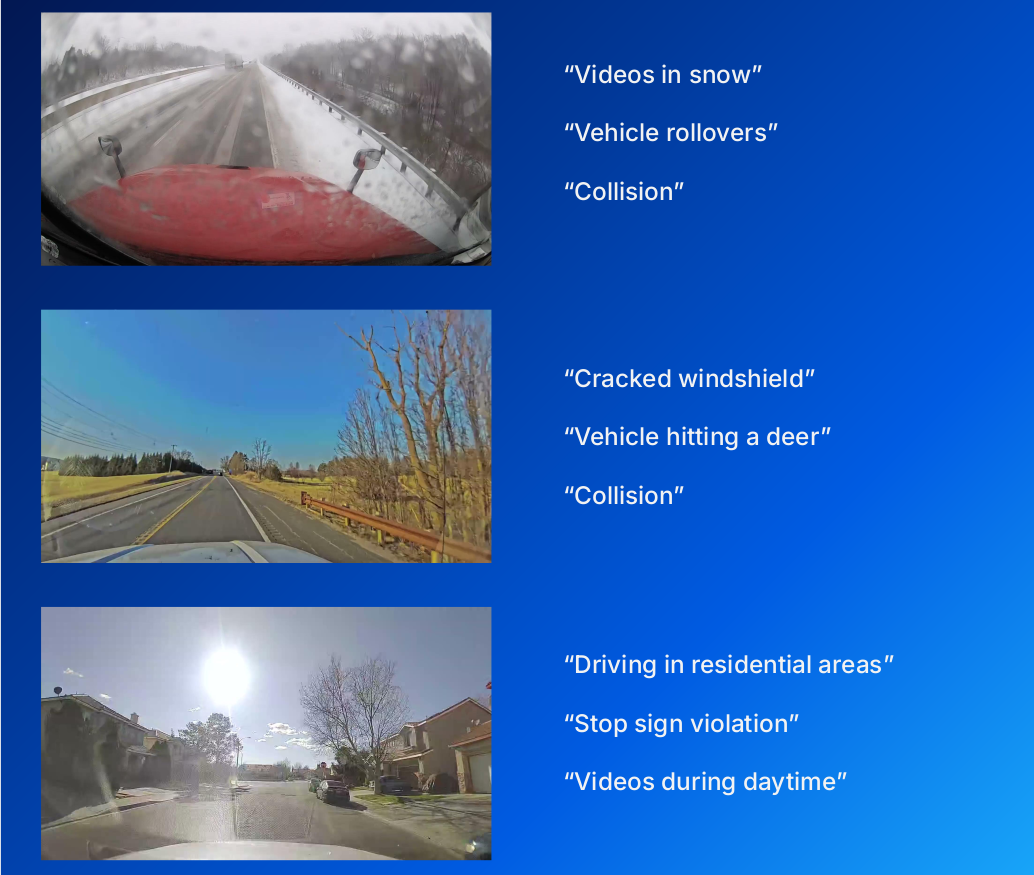 “Videos in snow”
“Vehicle rollovers”
“Collision”
“Cracked windshield”
“Vehicle hitting a deer”
“Collision”
“Driving in residential areas”
“Stop sign violation”
“Videos during daytime”